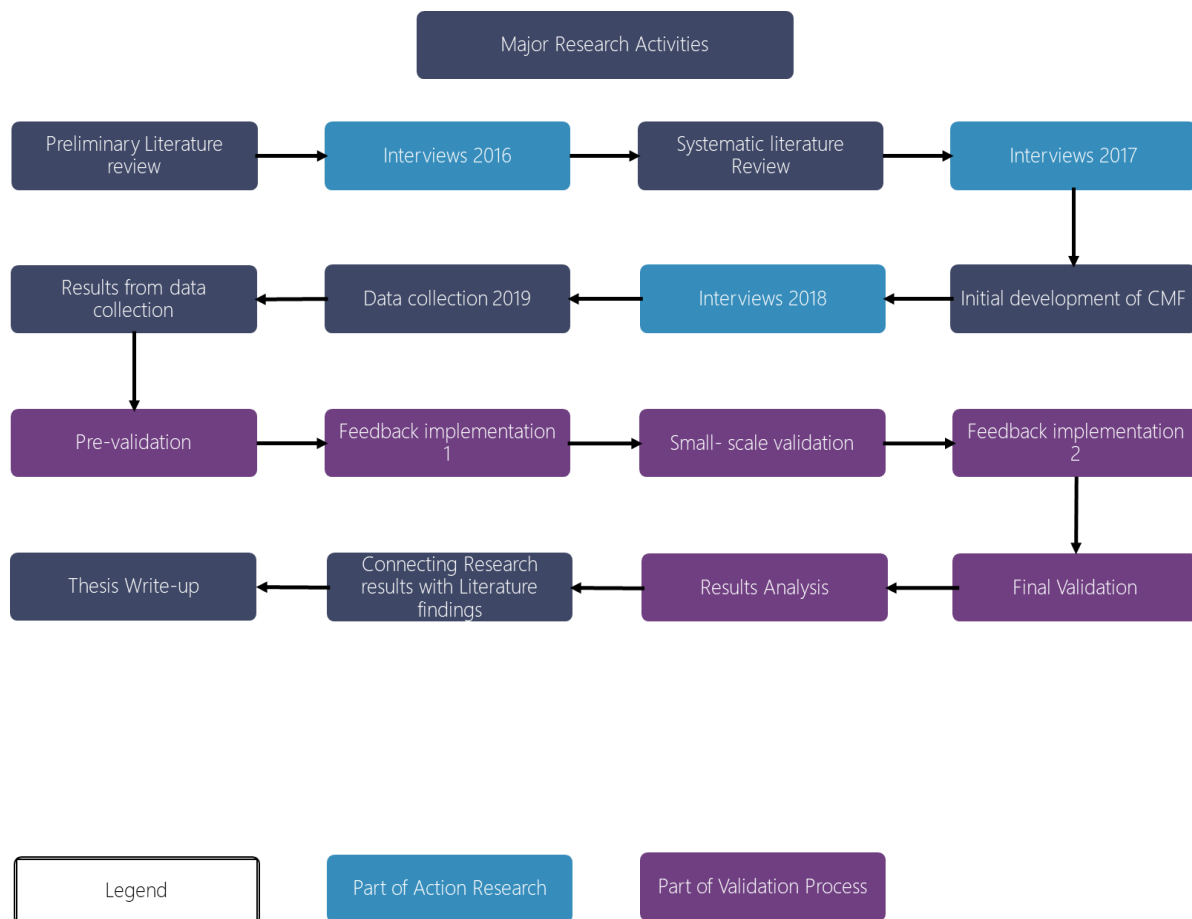 Major Research Activities
Preliminary Literature
review
Interviews 2016
Systematic literature
Review
Interviews 2017
Results from data
collection
Data collection 2019
Interviews 2018
Initial development of CMF
Pre-validation
Feedback implementation
1
Small- scale validation
Feedback implementation
2
Thesis Write-up
Connecting Research
results with Literature
findings
Results Analysis
Final Validation
Legend
Part of Action Research
Part of Validation Process